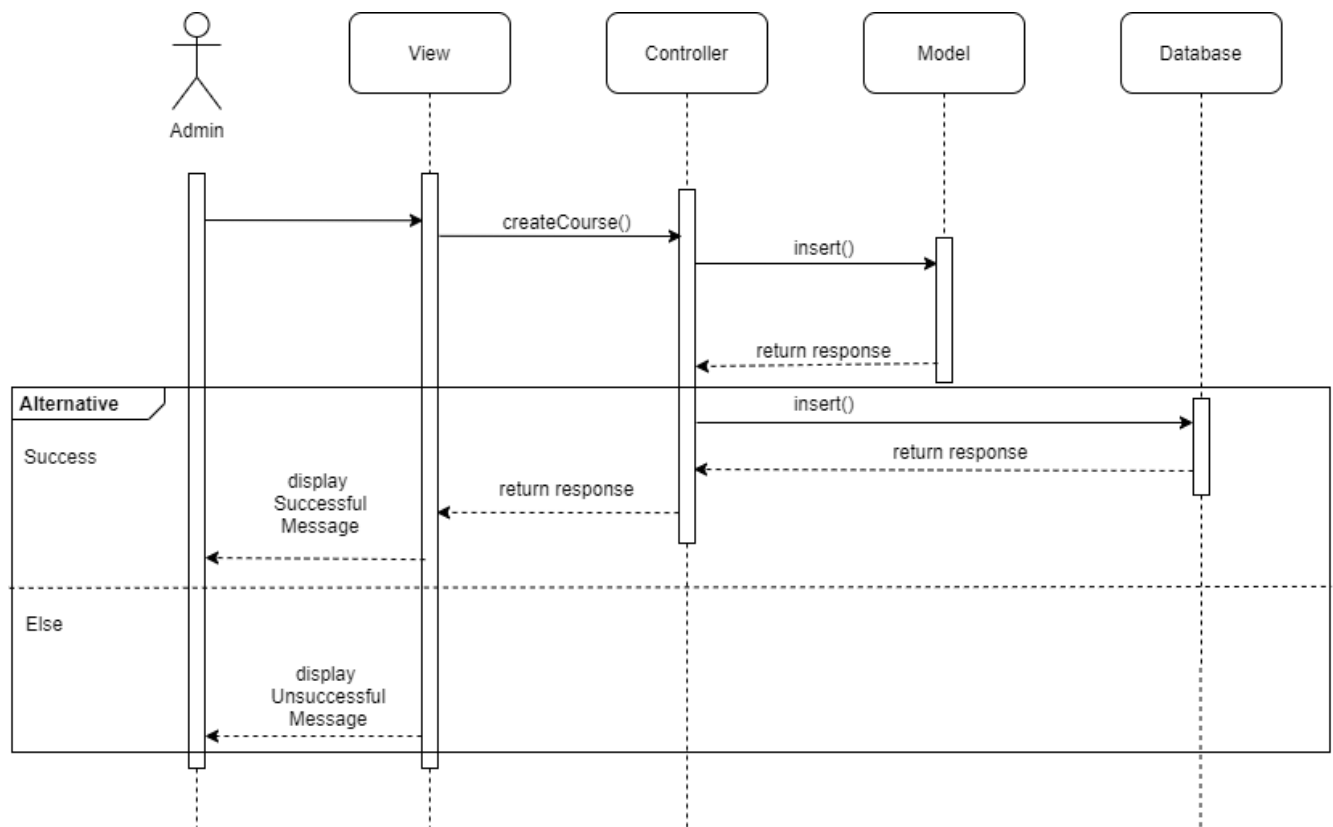 View
Controller
Model
Database
Admin
createCourse()
insert()
return response
Alternative
insert()
Success
return response
display
Successful
Message
return response
Else
display
Unsuccessful
Message